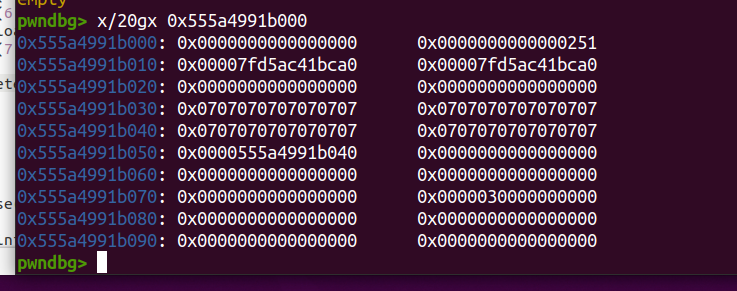 empty
pwndbg> x/20gx 0x555a4991b000
0x555a4991b000: 0x0000000000000000 0x0000000000000251
0x555a4991b010: 0x00007fd5ac41bca0 0x00007fd5ac41bca0
0x555a4991b020: 0x0000000000000000 0x0000000000000000
0x555a4991b030: 0x0707070707070707 0x0707070707070707
0x555a4991b040: 0x0707070707070707 0x0707070707070707
0x555a4991b050: 0x0000555a4991b040 0x0000000000000000
0x555a4991b060: 0x0000000000000000 0x0000000000000000
0x555a4991b070: 0x0000000000000000 0x0000030000000000
0x555a4991b080: 0x0000000000000000 0x0000000000000000
0x555a4991b090: 0x0000000000000000 0x0000000000000000
pwndbg>